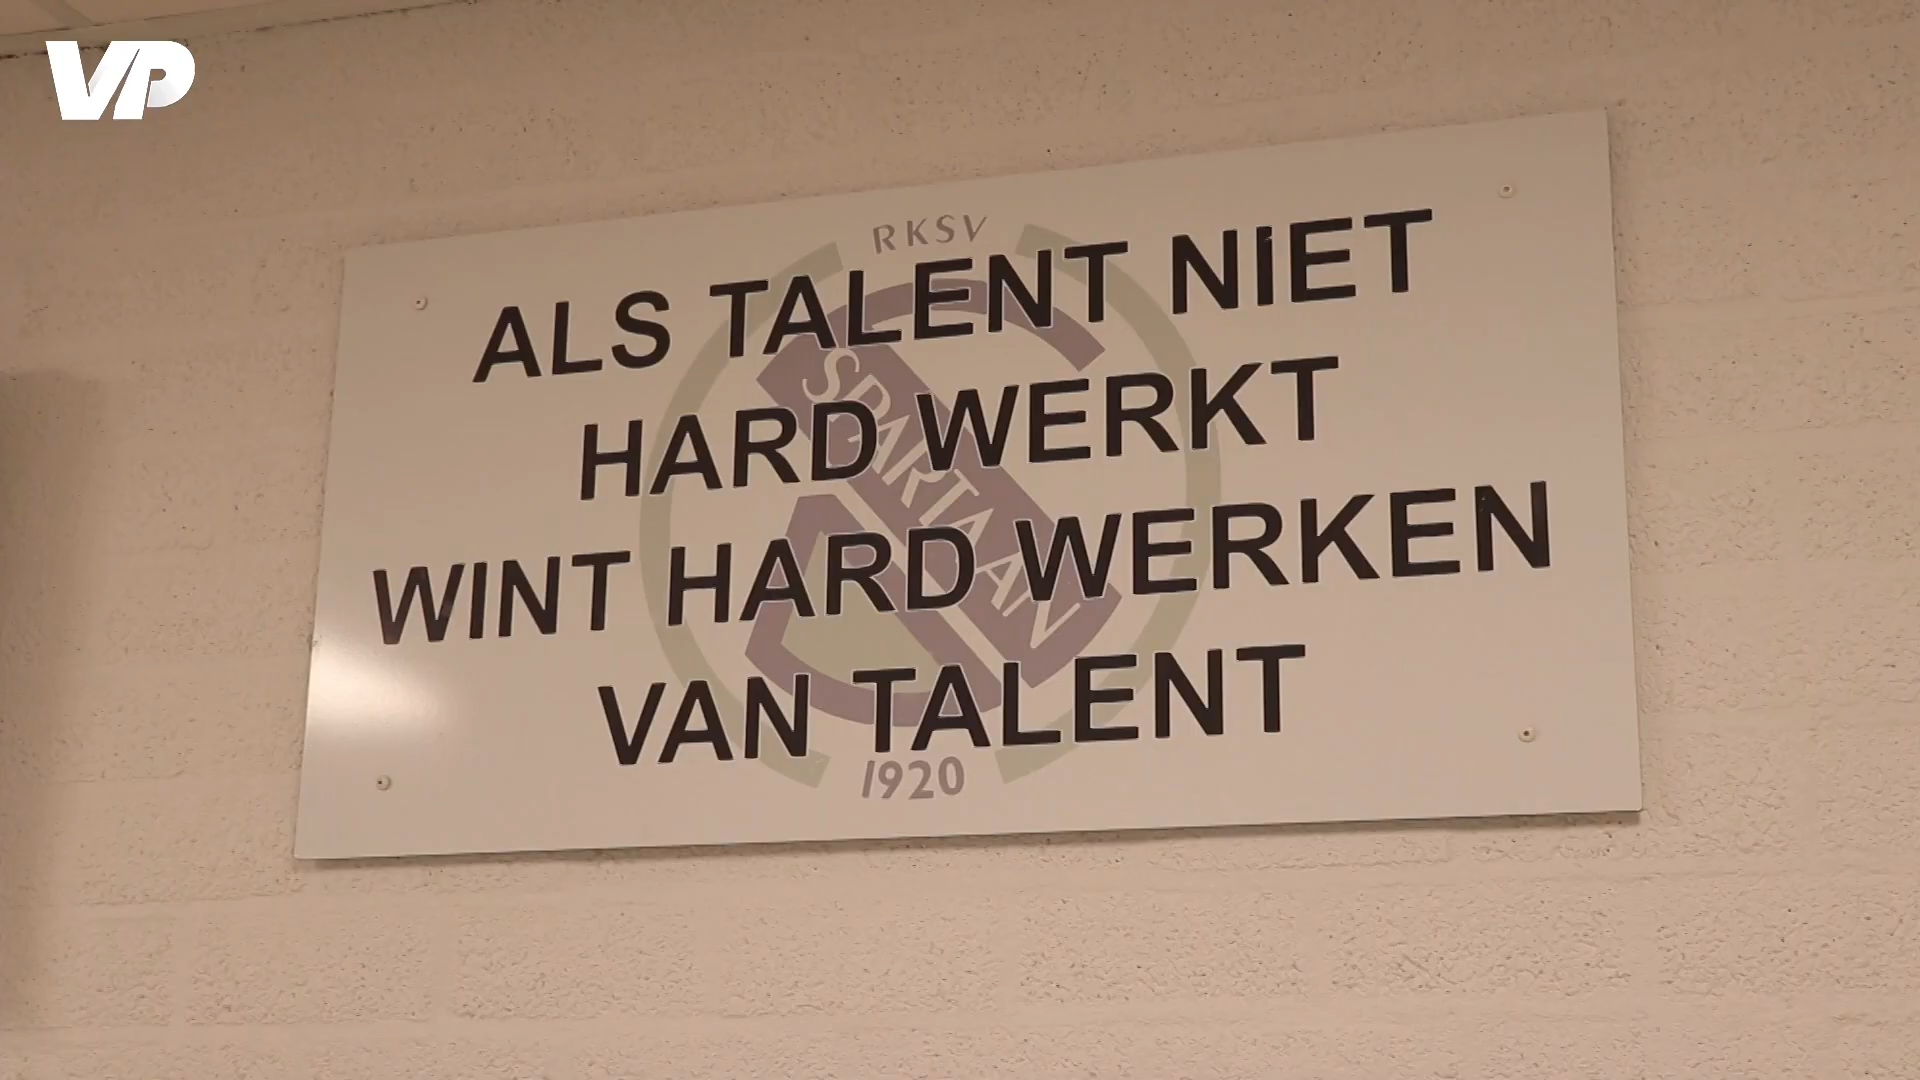 VP
RKSV
ALS TALENT NIET
HARD WERKT
WINT HARD WERKEN
VAN TALENT
SPARTAAN
1920